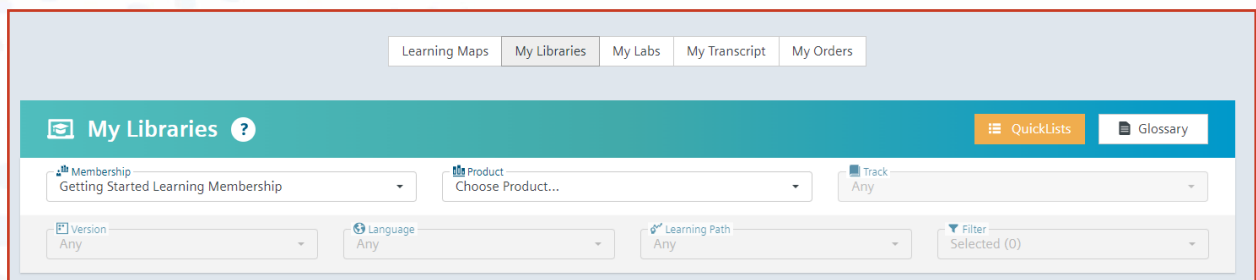 Learning Maps My Libraries My Labs My Transcript My Orders
My Libraries ? QuickLists Glossary
Membership Product Track
Getting Started Learning Membership Choose Product... Any
Version Language Learning Path Filter
Any Any Any Selected (0)